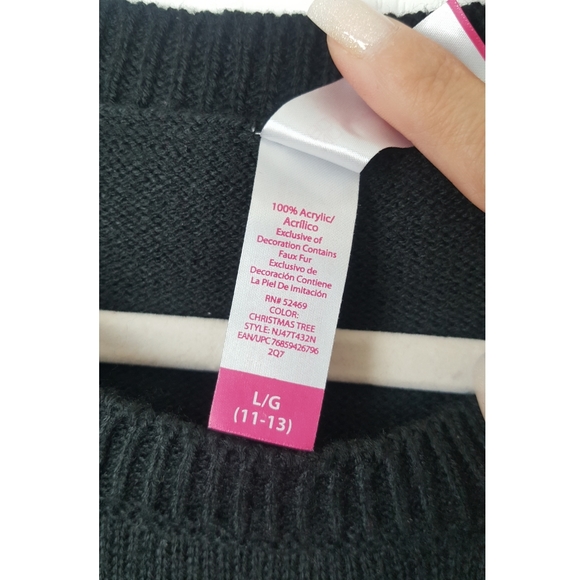 100% Acrylic/
Acrílico
Exclusive of
Decoration Contains
Faux Fur
Exclusivo de
Decoración Contiene
La Piel De Imitación
RN# 52469
COLOR:
CHRISTMAS TREE
STYLE: NJ47T432N
EAN/UPC 76859426796
2Q7
L/G
(11-13)